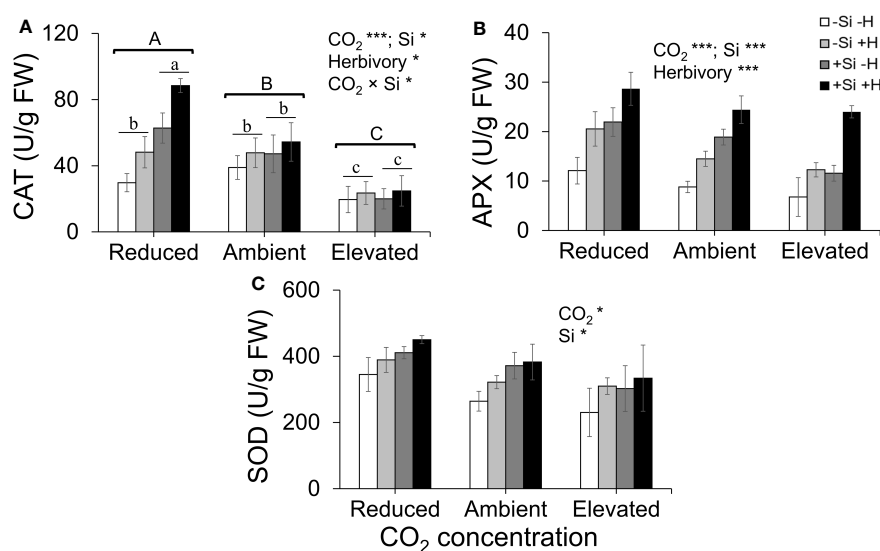 A
CAT (U/g FW)
120
80
40
0
A
B
C
b
a
b
b
c
c
CO₂ ***; Si *
Herbivory *
CO₂ × Si *
Reduced Ambient Elevated
B
APX (U/g FW)
40
30
20
10
0
CO₂ ***; Si ***
Herbivory ***
-Si -H
-Si +H
+Si -H
+Si +H
Reduced Ambient Elevated
C
SOD (U/g FW)
600
400
200
0
CO₂ *
Si *
Reduced Ambient Elevated
CO₂ concentration